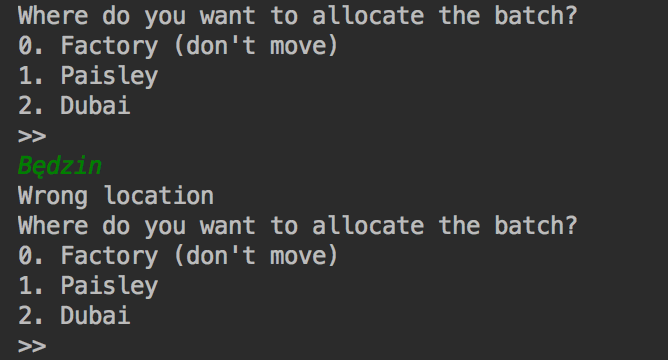 Where do you want to allocate the batch?
0. Factory (don't move)
1. Paisley
2. Dubai
>>
Będzin
Wrong location
Where do you want to allocate the batch?
0. Factory (don't move)
1. Paisley
2. Dubai
>>